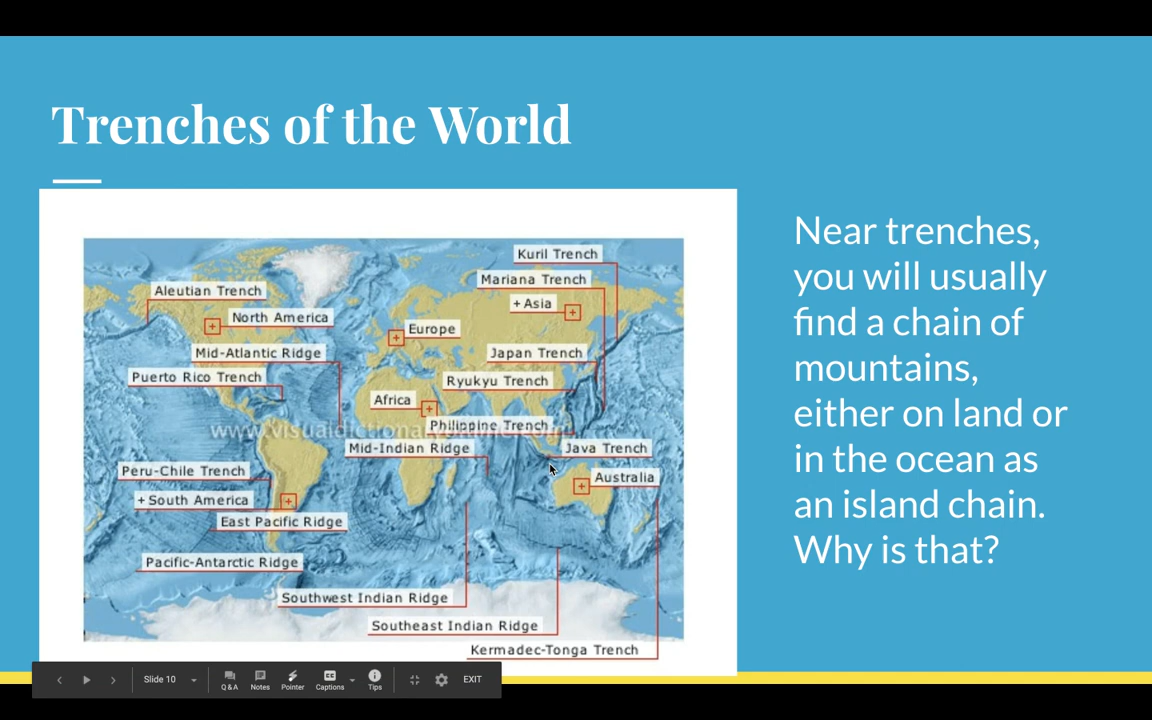 Trenches of the World
Near trenches,
you will usually
find a chain of
mountains,
either on land or
in the ocean as
an island chain.
Why is that?
Kuril Trench
Mariana Trench
+ Asia
Aleutian Trench
North America
Europe
Mid-Atlantic Ridge
Japan Trench
Puerto Rico Trench
Ryukyu Trench
Africa
Philippine Trench
Mid-Indian Ridge
Java Trench
Peru-Chile Trench
Australia
+ South America
East Pacific Ridge
Pacific-Antarctic Ridge
Southwest Indian Ridge
Southeast Indian Ridge
Kermadec-Tonga Trench
Slide 10
Q&A
Notes
Pointer
Captions
Tips
EXIT